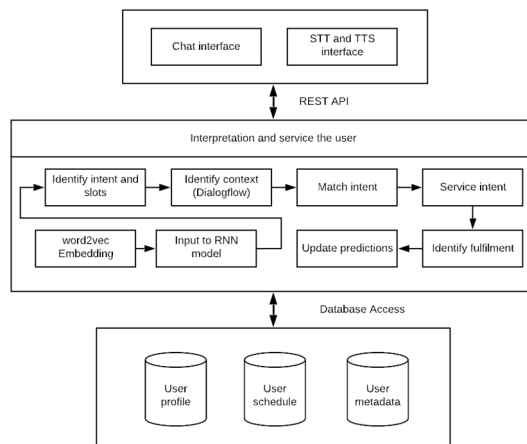 Chat interface
STT and TTS
interface
REST API
Interpretation and service the user
Identify intent and
slots
Identify context
(Dialogflow)
Match intent
Service intent
word2vec
Embedding
Input to RNN
model
Update predictions
Identify fulfilment
Database Access
User
profile
User
schedule
User
metadata